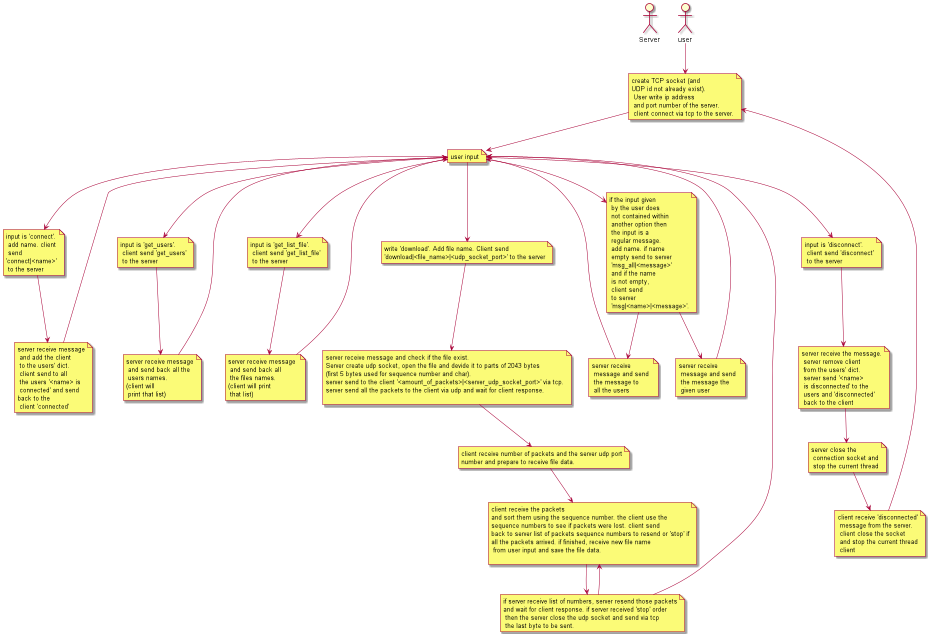 Server
user
create TCP socket (and
UDP id not already exist).
User write ip address
and port number of the server.
client connect via tcp to the server.
user input
input is 'connect'.
add name. client
send
'connect|<name>'
to the server
input is 'get_users'.
client send 'get_users'
to the server
input is 'get_list_file'.
client send 'get_list_file'
to the server
write 'download'. Add file name. Client send
'download|<file_name>|<udp_socket_port>' to the server
if the input given
by the user does
not contained within
another option then
the input is a
regular message.
add name. if name
empty send to server
'msg_all|<message>'
and if the name
is not empty,
client send
to server
'msg|<name>|<message>'.
input is 'disconnect'.
client send 'disconnect'
to the server
server receive message
and add the client
to the users' dict.
client send to all
the users '<name> is
connected' and send
back to the
client 'connected'
server receive message
and send back all the
users names.
(client will
print that list)
server receive message
and send back all
the files names.
(client will print
that list)
server receive message and check if the file exist.
Server create udp socket, open the file and devide it to parts of 2043 bytes
(first 5 bytes used for sequence number and char).
server send to the client '<amount_of_packets>|<server_udp_socket_port>' via tcp.
server send all the packets to the client via udp and wait for client response.
server receive
message and send
the message to
all the users
server receive
message and send
the message the
given user
server receive the message.
server remove client
from the users' dict.
server send '<name>
is disconnected' to the
users and 'disconnected'
back to the client
client receive number of packets and the server udp port
number and prepare to receive file data.
server close the
connection socket and
stop the current thread
client receive the packets
and sort them using the sequence number. the client use the
sequence numbers to see if packets were lost. client send
back to server list of packets sequence numbers to resend or 'stop' if
all the packets arrived. if finished, receive new file name
from user input and save the file data.
client receive 'disconnected'
message from the server.
client close the socket
and stop the current thread
client
if server receive list of numbers, server resend those packets
and wait for client response. if server received 'stop' order
then the server close the udp socket and send via tcp
the last byte to be sent.